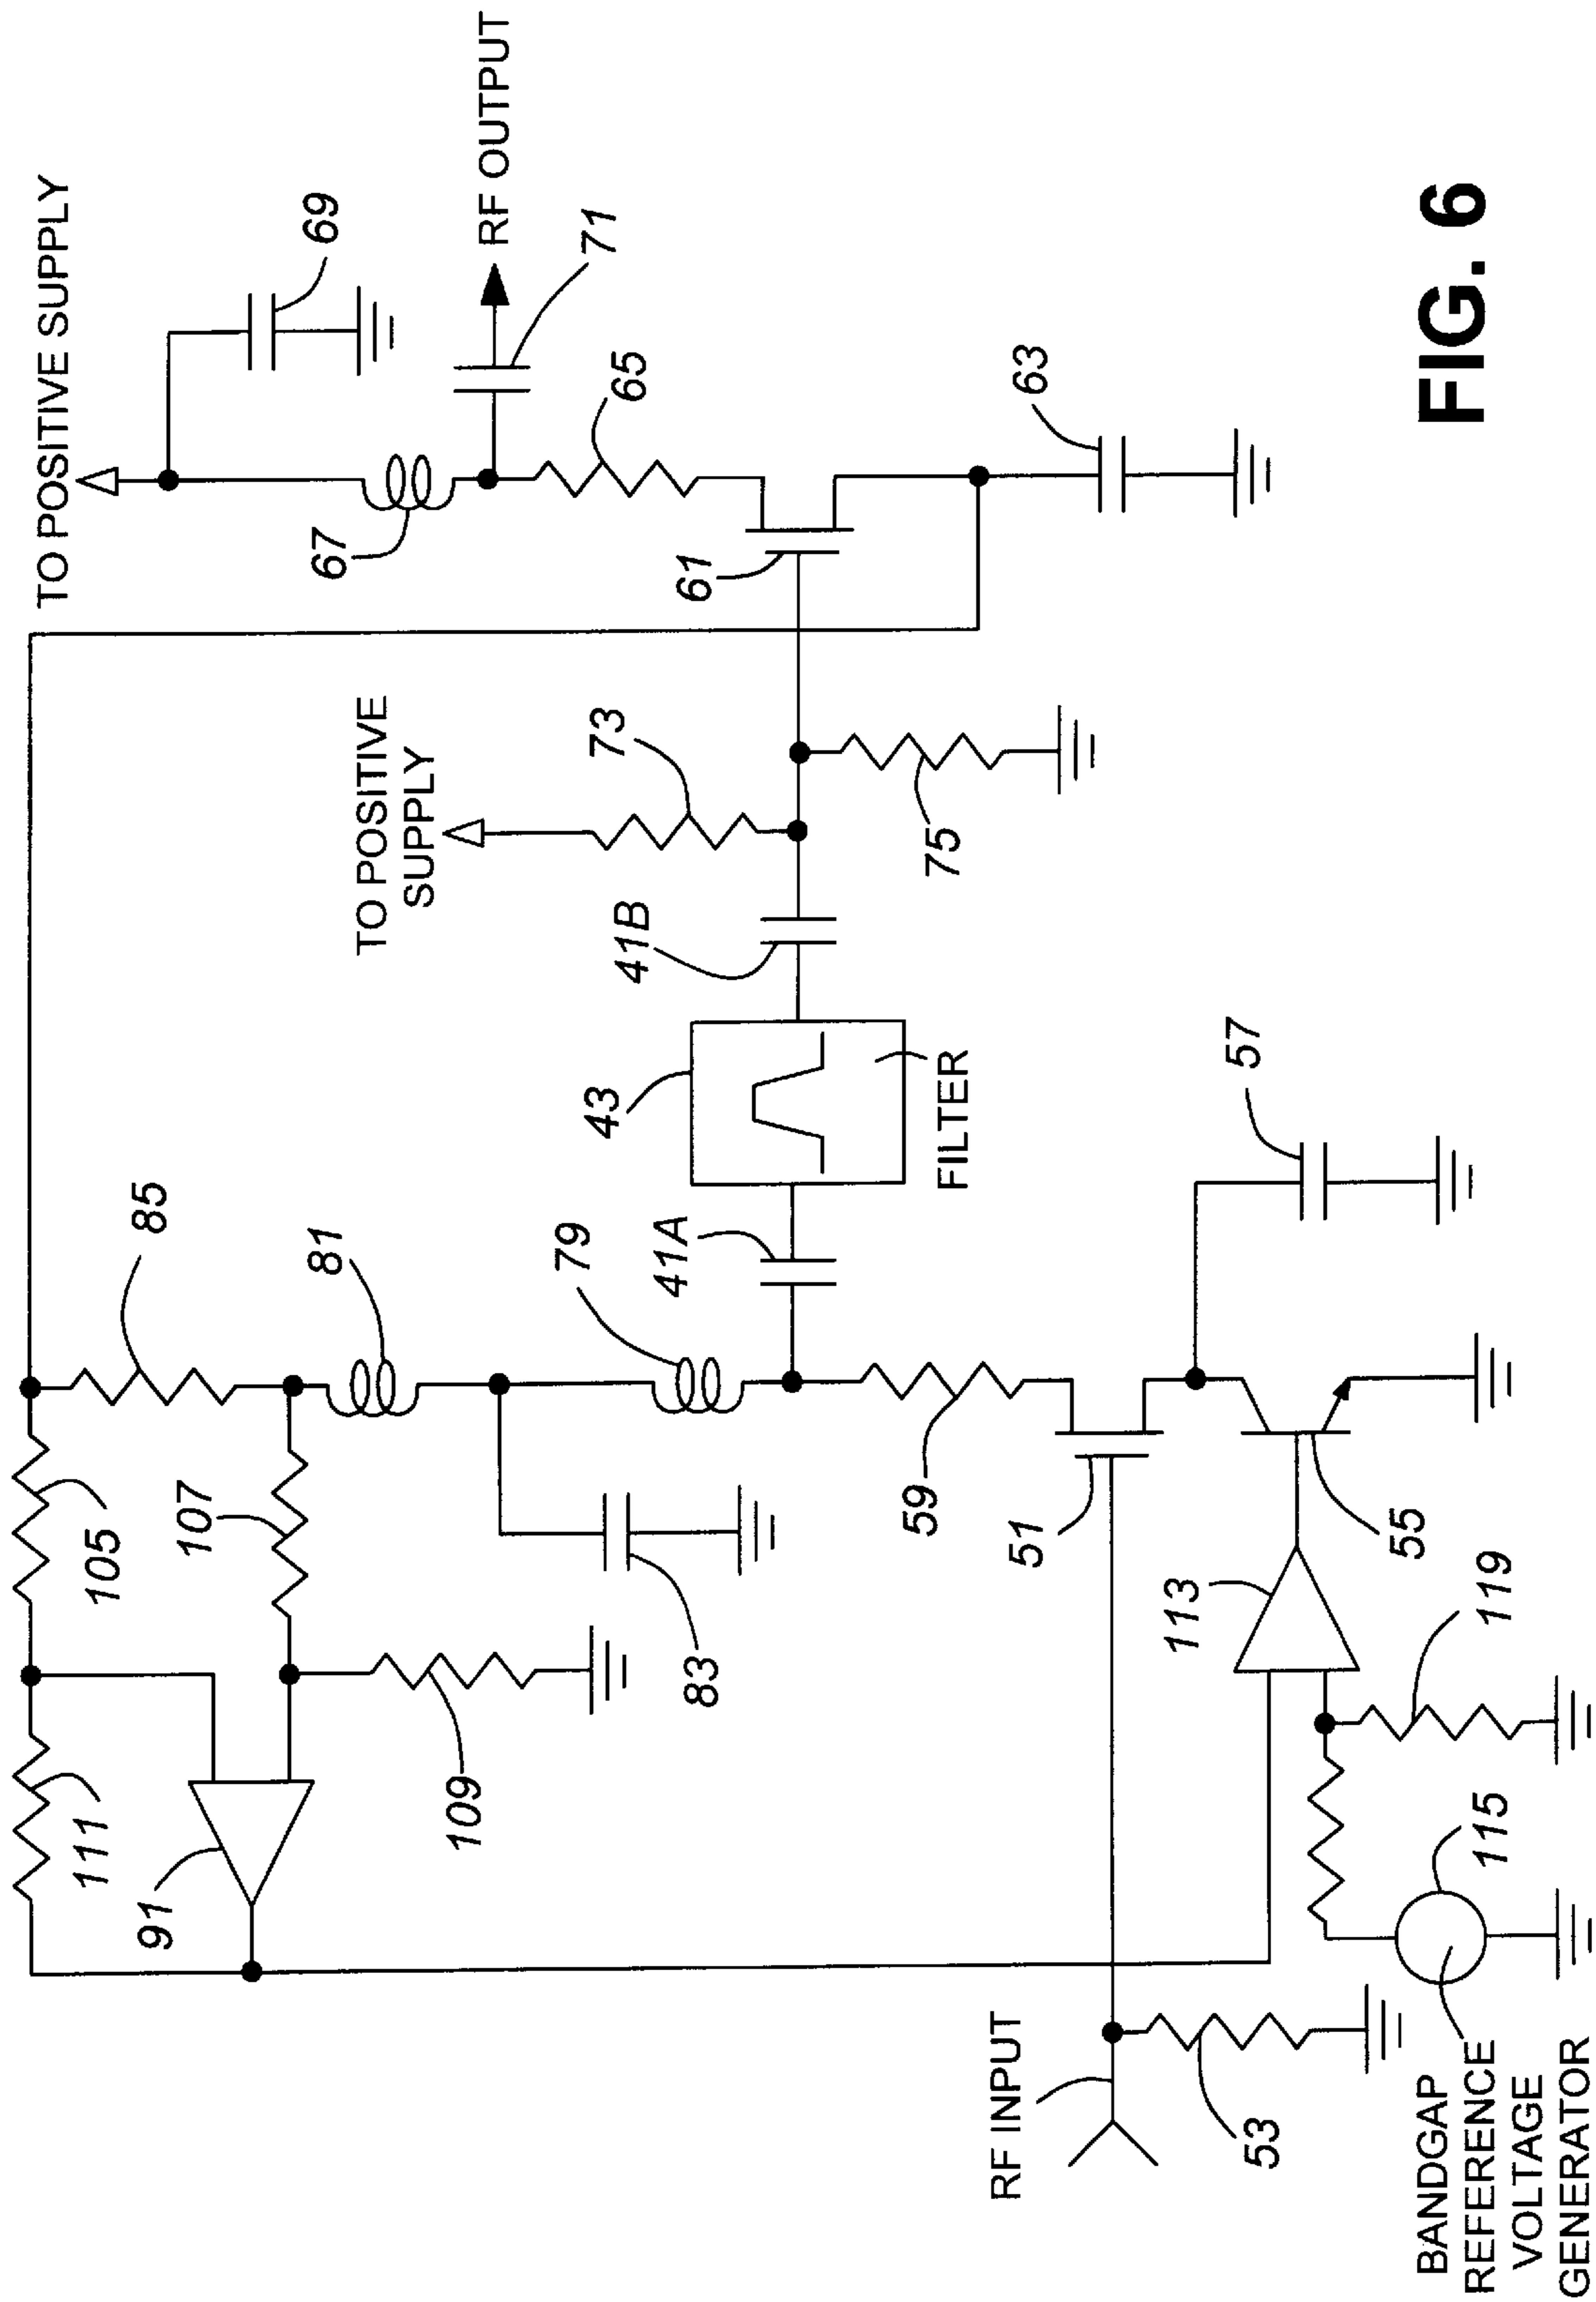 TO POSITIVE SUPPLY
69
RF OUTPUT
71
67
65
61
63
TO POSITIVE
SUPPLY
73
75
41B
43
FILTER
41A
85
81
79
57
105
107
59
51
55
83
109
113
119
111
91
115
RF INPUT
53
BANDGAP
REFERENCE
VOLTAGE
GENERATOR
FIG. 6